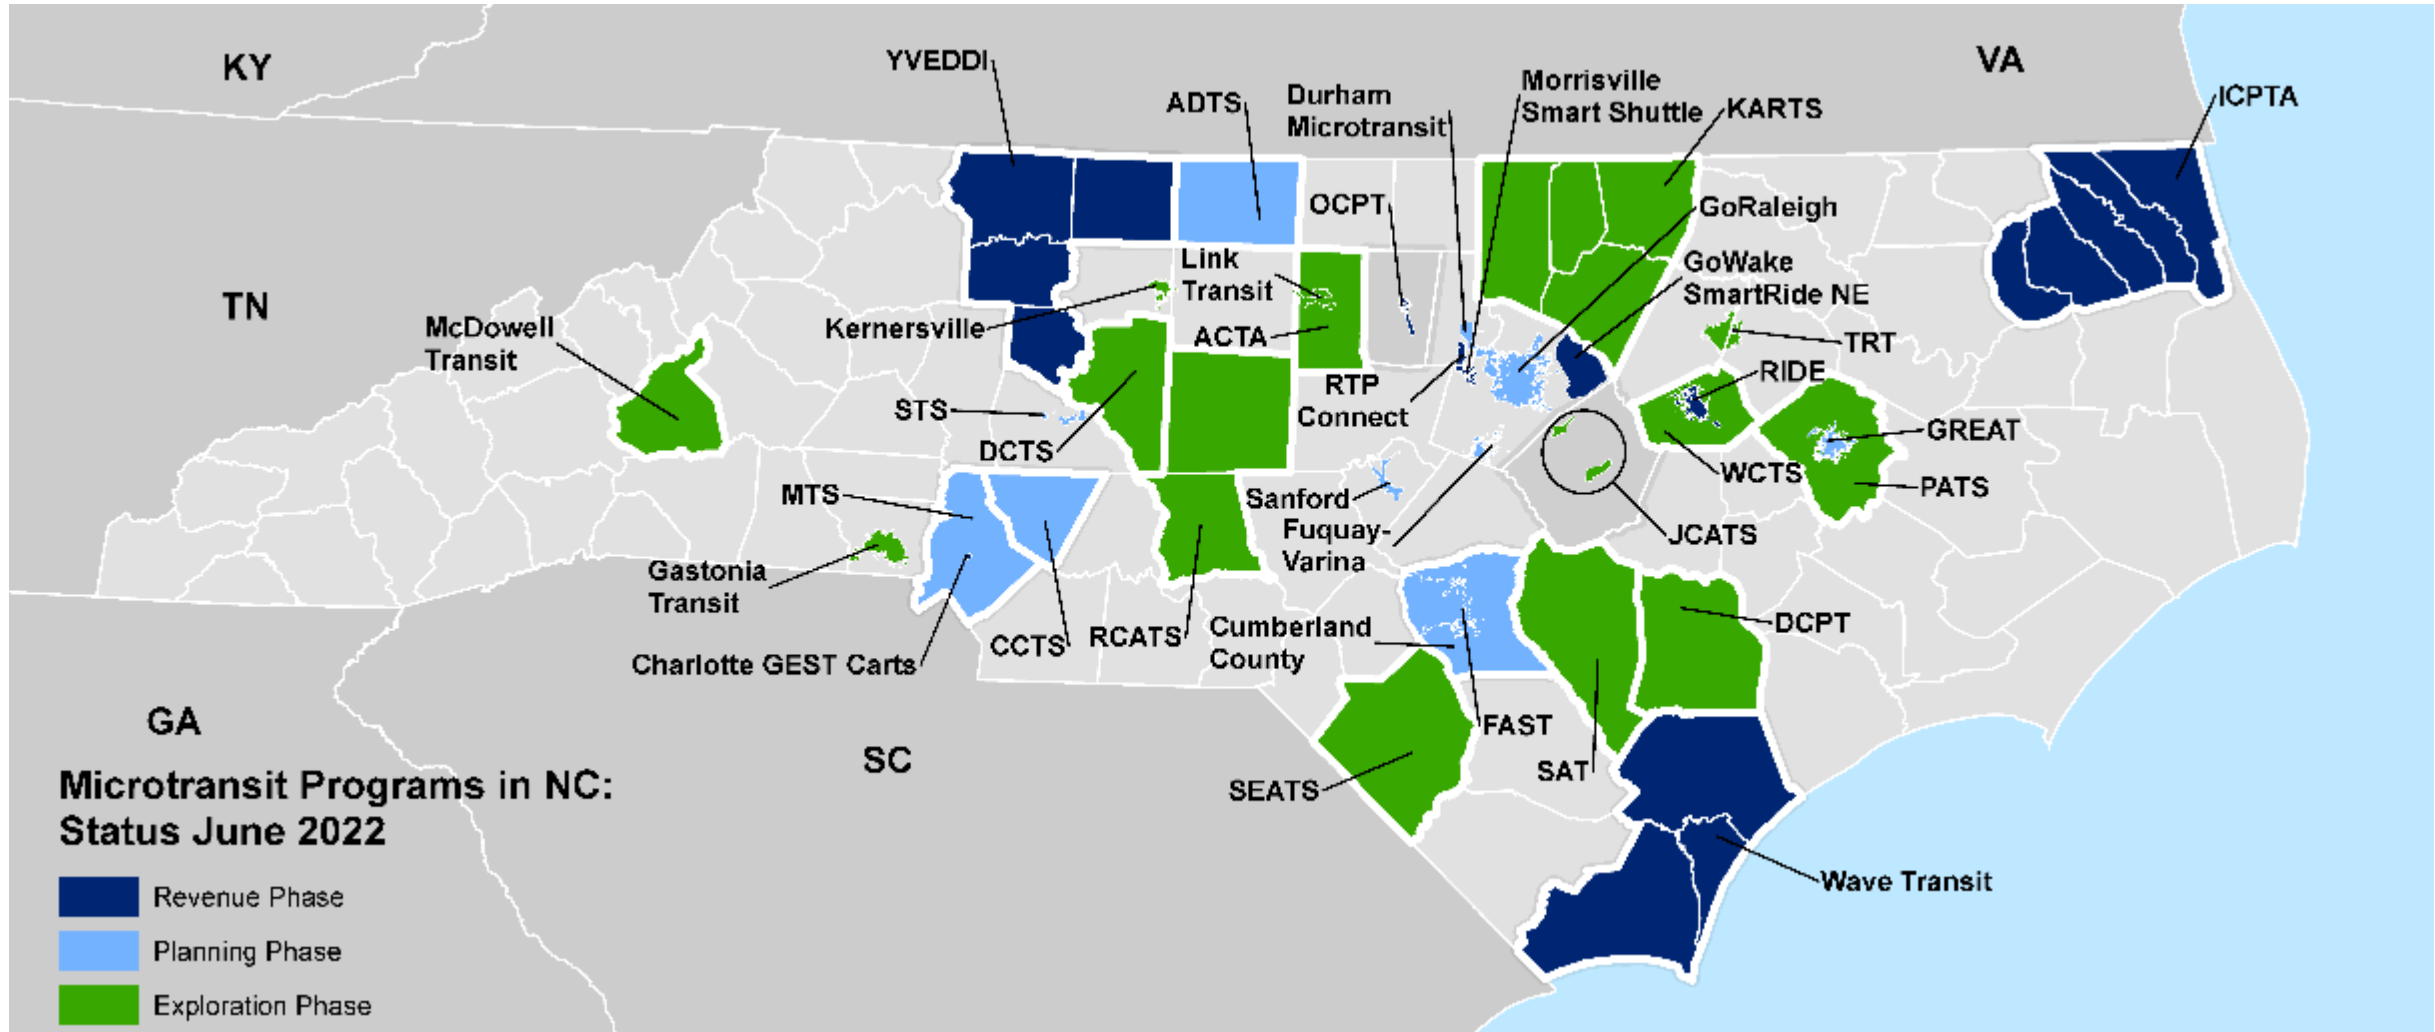 KY
VA
TN
GA
SC
YVEDDI
ADTS
Durham
Microtransit
Morrisville
Smart Shuttle
KARTS
ICPTA
OCPT
GoRaleigh
Link
Transit
GoWake
SmartRide NE
McDowell
Transit
Kernersville
ACTA
TRT
RTP
Connect
RIDE
STS
DCTS
GREAT
WCTS
PATS
MTS
Sanford
Fuquay-
Varina
JCATS
Gastonia
Transit
CCTS
RCATS
Cumberland
County
DCPT
Charlotte GEST Carts
FAST
SAT
SEATS
Wave Transit
Microtransit Programs in NC:
Status June 2022
Revenue Phase
Planning Phase
Exploration Phase